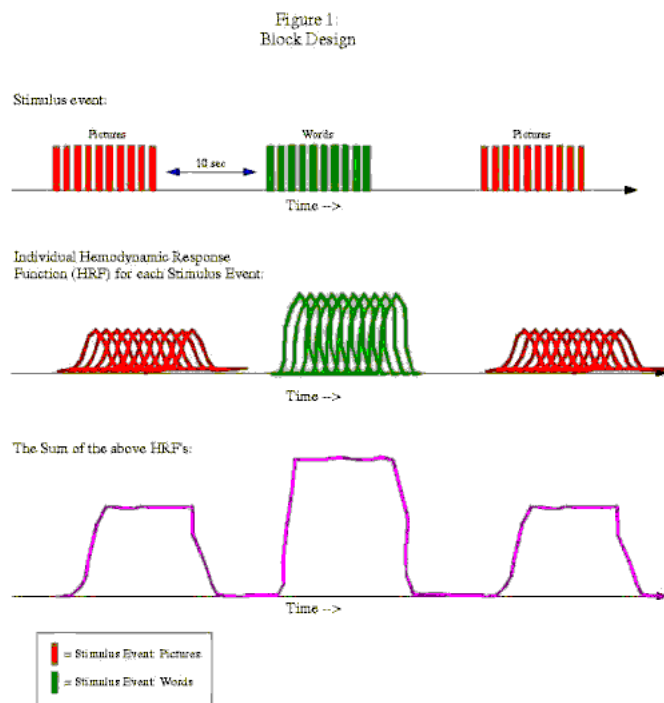 Figure 1:
Block Design
Stimulus event:
Pictures
Words
Pictures
10 sec
Time -->
Individual Hemodynamic Response
Function (HRF) for each Stimulus Event:
Time -->
The Sum of the above HRF's:
Time -->
= Stimulus Event: Pictures
= Stimulus Event: Words